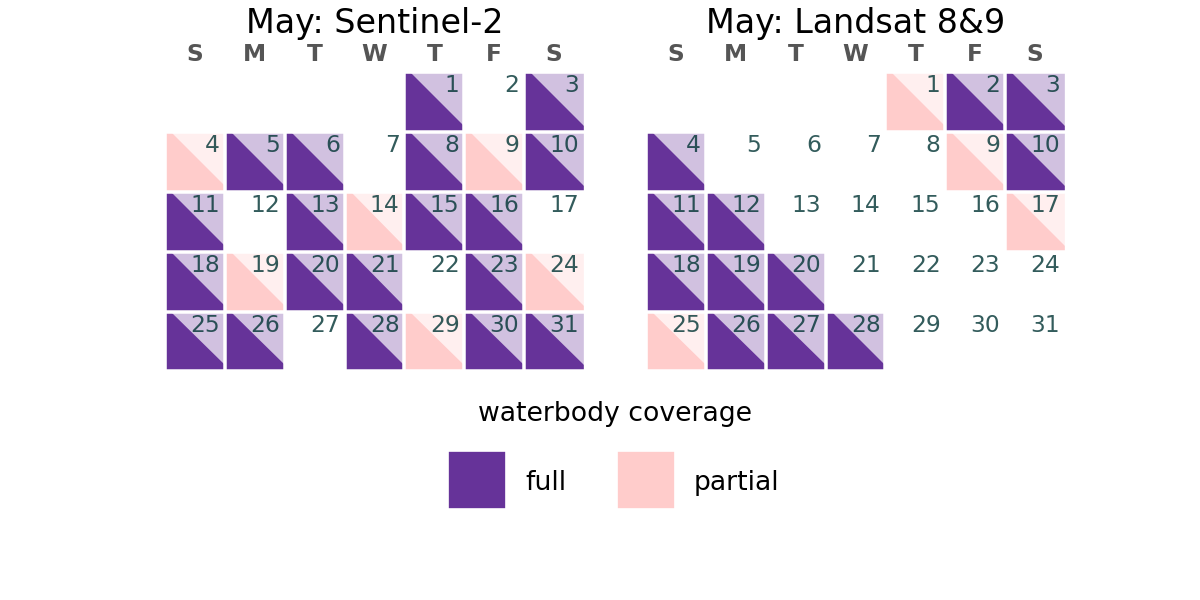 May: Sentinel-2
S M T W T F S
1 2 3
4 5 6 7 8 9 10
11 12 13 14 15 16 17
18 19 20 21 22 23 24
25 26 27 28 29 30 31
May: Landsat 8&9
S M T W T F S
1 2 3
4 5 6 7 8 9 10
11 12 13 14 15 16 17
18 19 20 21 22 23 24
25 26 27 28 29 30 31
waterbody coverage
full partial